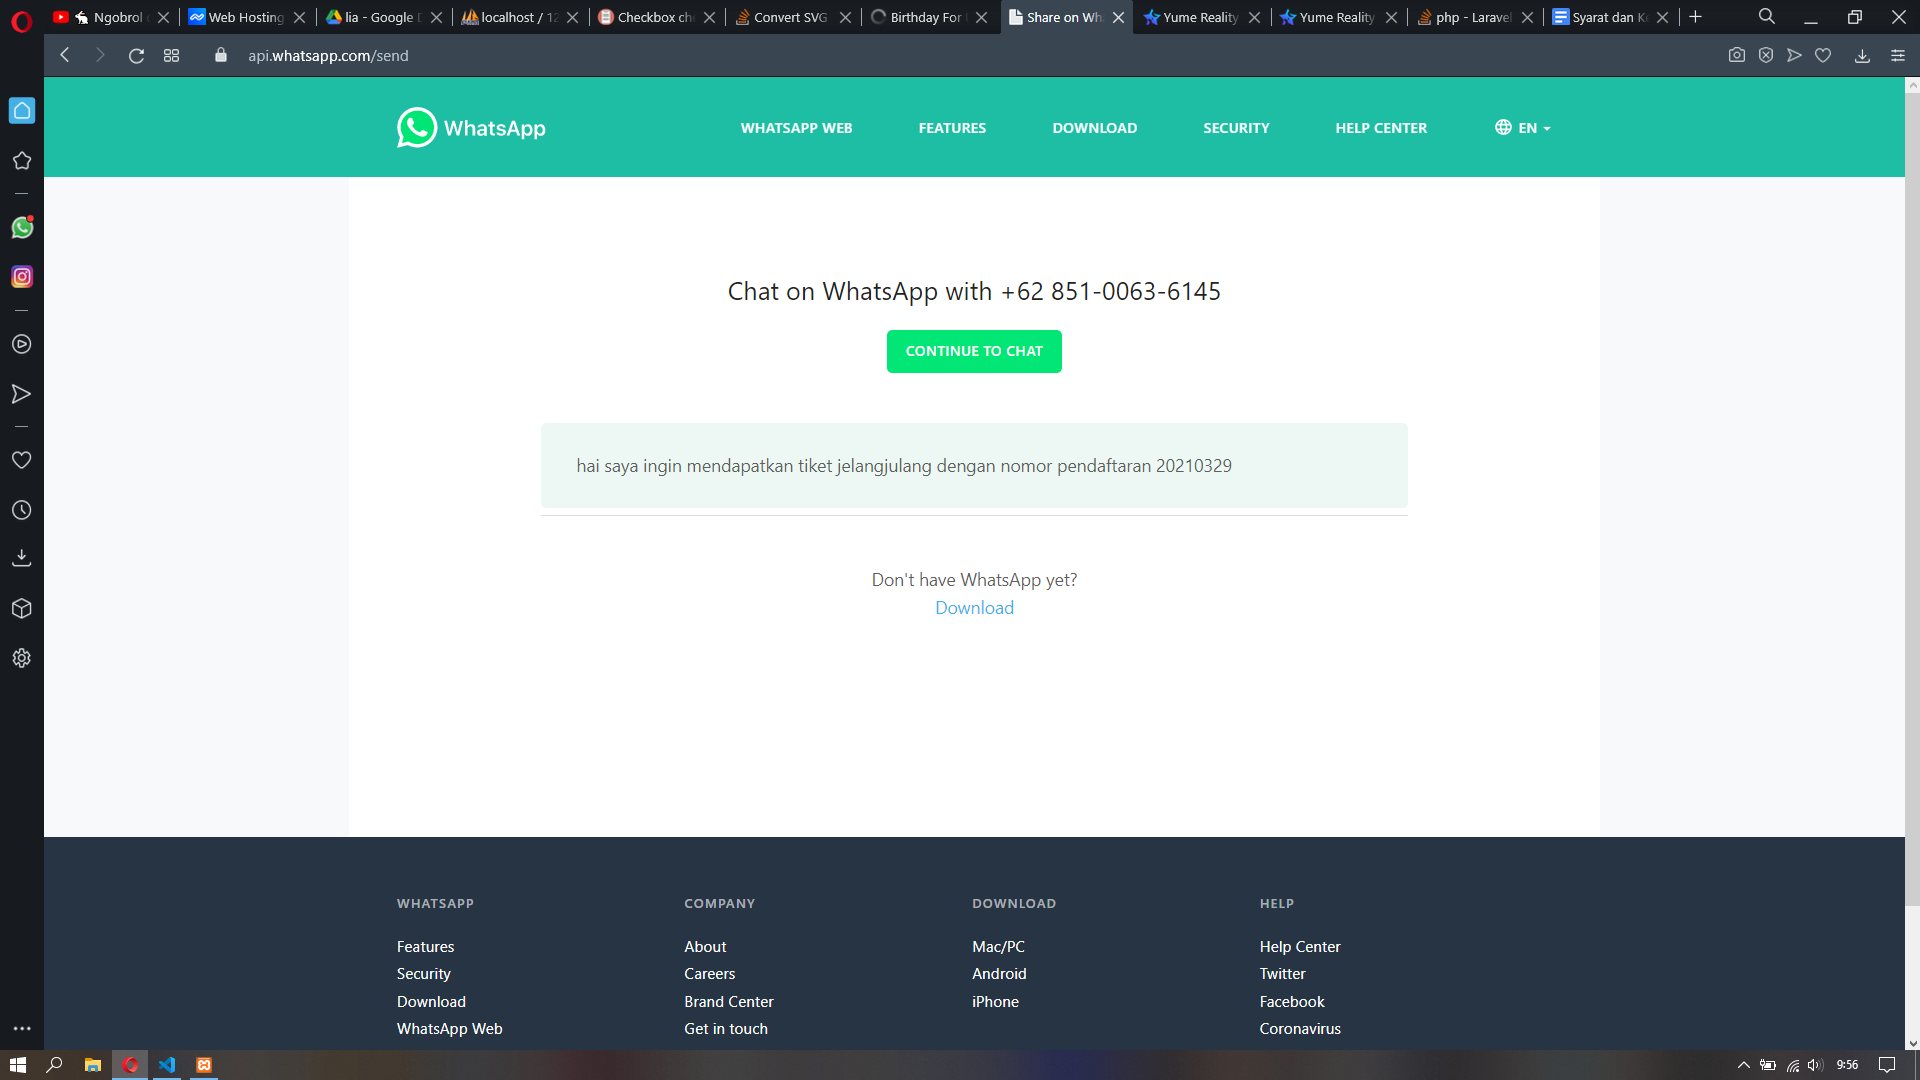 Ngobrol
Web Hosting
lia - Google D
localhost / 12
Checkbox che
Convert SVG
Birthday For
Share on Wha
Yume Reality
Yume Reality
php - Laravel
Syarat dan Ke
api.whatsapp.com/send
WhatsApp
WHATSAPP WEB
FEATURES
DOWNLOAD
SECURITY
HELP CENTER
EN
Chat on WhatsApp with +62 851-0063-6145
CONTINUE TO CHAT
hai saya ingin mendapatkan tiket jelangjulang dengan nomor pendaftaran 20210329
Don't have WhatsApp yet?
Download
WHATSAPP
Features
Security
Download
WhatsApp Web
COMPANY
About
Careers
Brand Center
Get in touch
DOWNLOAD
Mac/PC
Android
iPhone
HELP
Help Center
Twitter
Facebook
Coronavirus
9:56